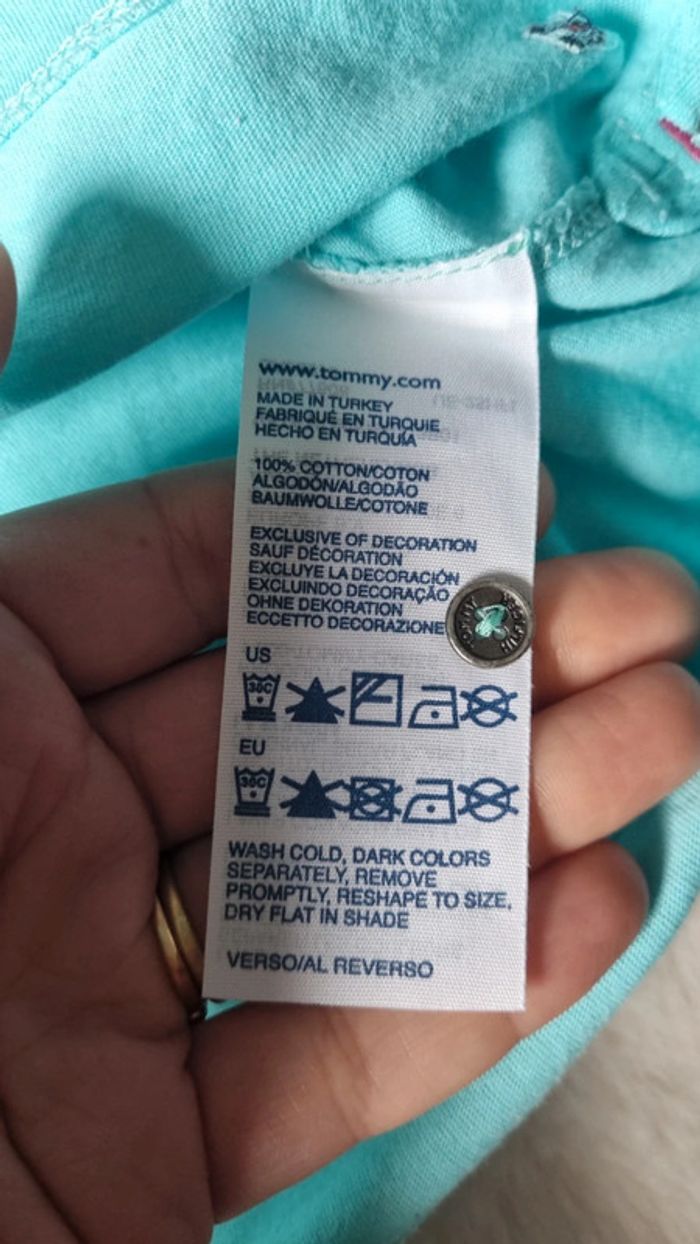 www.tommy.com
MADE IN TURKEY
FABRIQUÉ EN TURQUIE
HECHO EN TURQUÍA
100% COTTON/COTON
ALGODÓN/ALGODÃO
BAUMWOLLE/COTONE
EXCLUSIVE OF DECORATION
SAUF DÉCORATION
EXCLUYE LA DECORACIÓN
EXCLUINDO DECORAÇÃO
OHNE DEKORATION
ECCETTO DECORAZIONE
US
30C
EU
30C
WASH COLD, DARK COLORS
SEPARATELY, REMOVE
PROMPTLY, RESHAPE TO SIZE,
DRY FLAT IN SHADE
VERSO/AL REVERSO